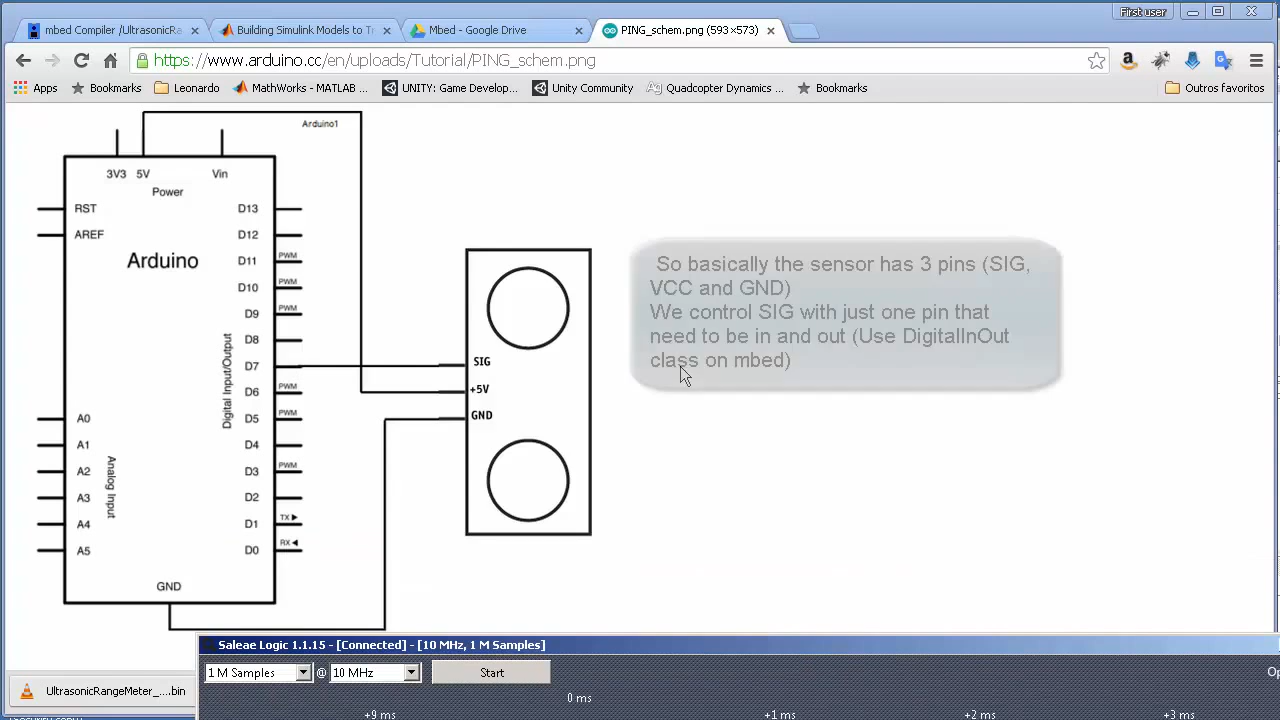 First user
mbed Compiler /UltrasonicRa
Building Simulink Models to Ti
Mbed - Google Drive
PING_schem.png (593×573)
https://www.arduino.cc/en/uploads/Tutorial/PING_schem.png
Apps
Bookmarks
Leonardo
MathWorks - MATLAB ...
UNITY: Game Develop...
Unity Community
Quadcopter Dynamics ...
Bookmarks
Outros favoritos
Arduino1
3V3 5V Vin
Power
RST
AREF
Arduino
D13
D12
D11 PWM
D10 PWM
D9 PWM
D8
D7
D6 PWM
D5 PWM
D4
D3 PWM
D2
D1 TX
D0 RX
Digital Input/Output
A0
A1
A2
A3
A4
A5
Analog Input
GND
SIG
+5V
GND
So basically the sensor has 3 pins (SIG,
VCC and GND)
We control SIG with just one pin that
need to be in and out (Use DigitalInOut
class on mbed)
Saleae Logic 1.1.15 - [Connected] - [10 MHz, 1 M Samples]
1 M Samples @ 10 MHz Start
Op
UltrasonicRangeMeter_....bin
0 ms
+9 ms +1 ms +2 ms +3 ms